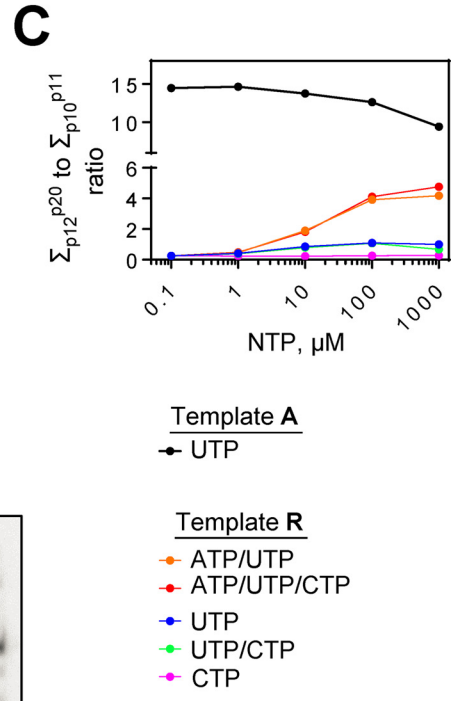 C
Σp12p20 to Σp10p11
ratio
15
10
6
4
2
0
0.1
1
10
100
1000
NTP, µM
Template A
UTP
Template R
ATP/UTP
ATP/UTP/CTP
UTP
UTP/CTP
CTP